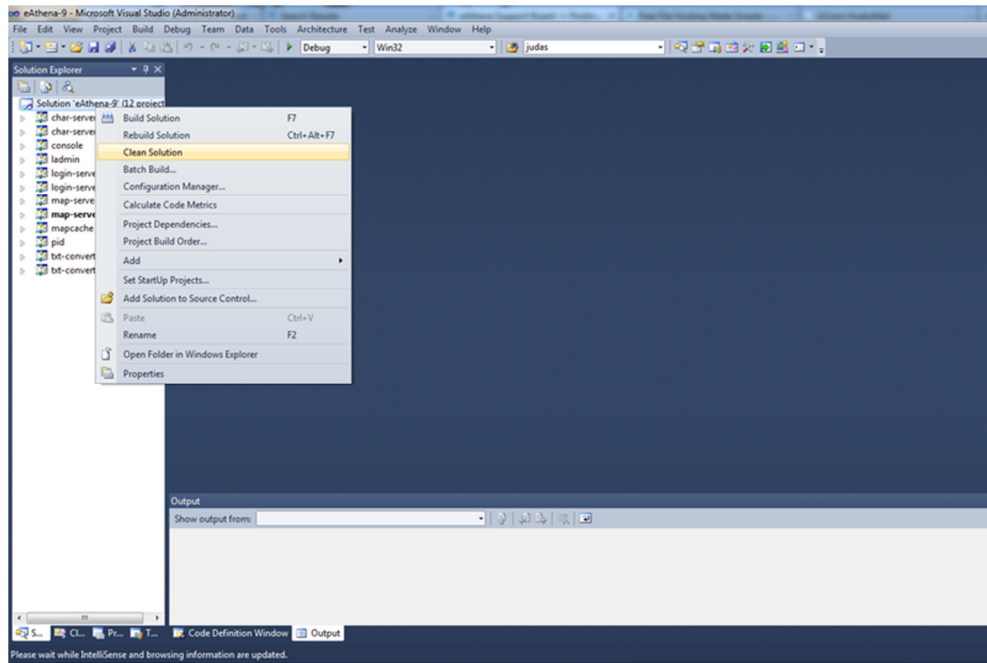 eAthena-9 - Microsoft Visual Studio (Administrator)
File Edit View Project Build Debug Team Data Tools Architecture Test Analyze Window Help
Debug Win32 judas
Solution Explorer
Solution 'eAthena-9' (12 project
char-serve
char-serve
console
ladmin
login-serve
login-serve
map-serve
map-serve
mapcache
pid
txt-convert
txt-convert
Build Solution F7
Rebuild Solution Ctrl+Alt+F7
Clean Solution
Batch Build...
Configuration Manager...
Calculate Code Metrics
Project Dependencies...
Project Build Order...
Add
Set StartUp Projects...
Add Solution to Source Control...
Paste Ctrl+V
Rename F2
Open Folder in Windows Explorer
Properties
Output
Show output from:
S... Cl... Pr... T... Code Definition Window Output
Please wait while IntelliSense and browsing information are updated.